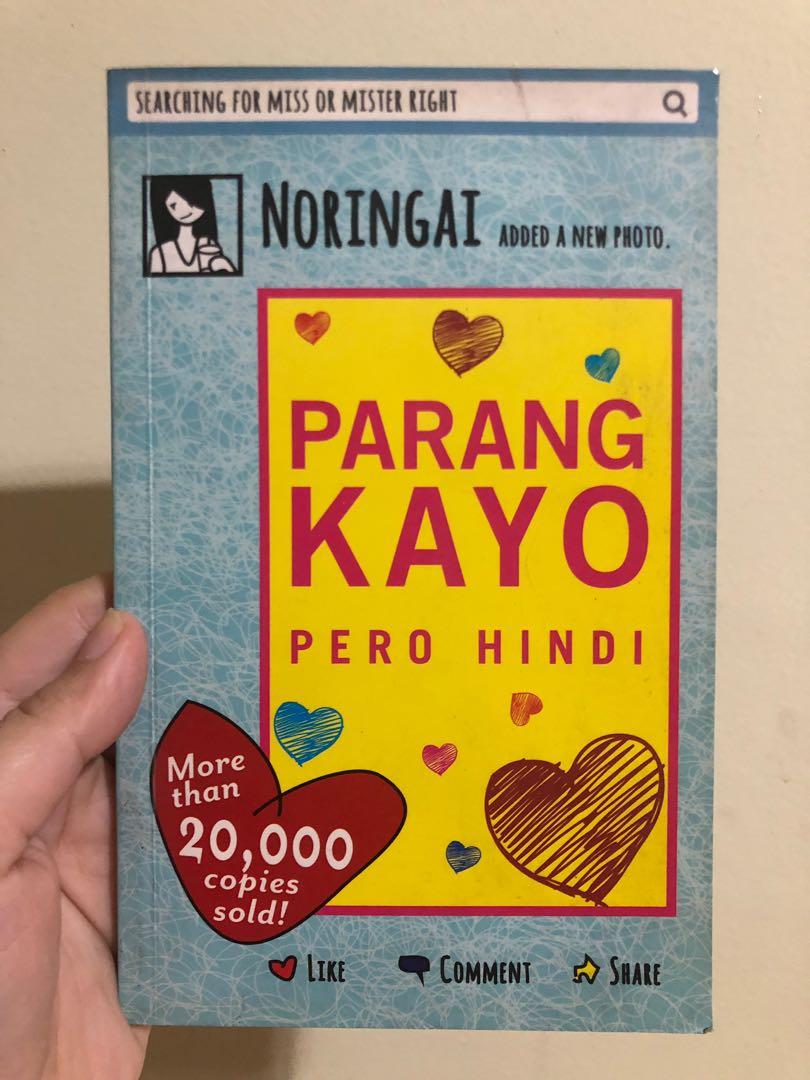 SEARCHING FOR MISS OR MISTER RIGHT
NORINGAI ADDED A NEW PHOTO.
PARANG
KAYO
PERO HINDI
More
than
20,000
copies
sold!
LIKE COMMENT SHARE